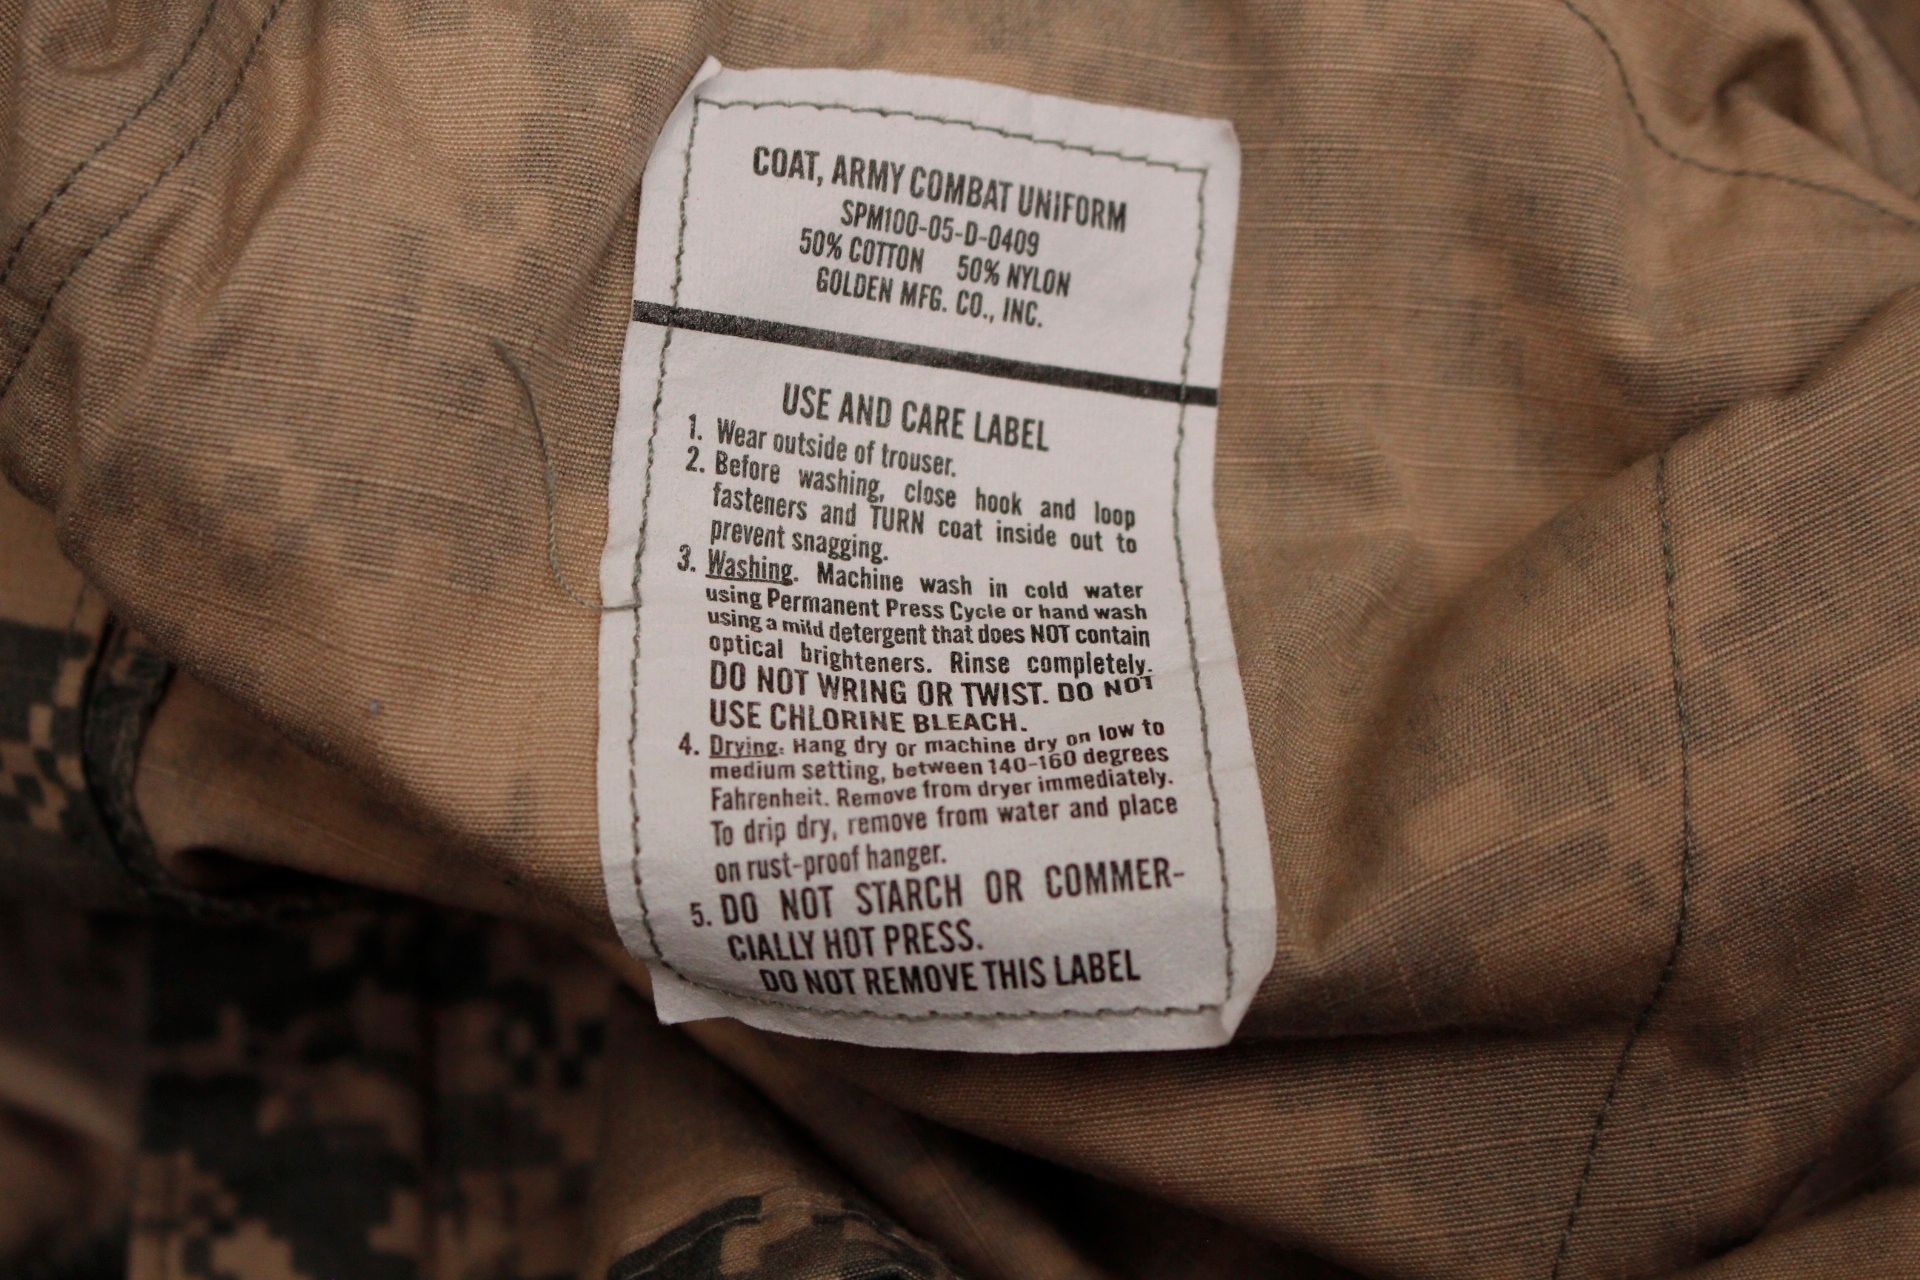 COAT, ARMY COMBAT UNIFORM
SPM100-05-D-0409
50% COTTON 50% NYLON
GOLDEN MFG. CO., INC.
USE AND CARE LABEL
1. Wear outside of trouser.
2. Before washing, close hook and loop
fasteners and TURN coat inside out to
prevent snagging.
3. Washing. Machine wash in cold water
using Permanent Press Cycle or hand wash
using a mild detergent that does NOT contain
optical brighteners. Rinse completely.
DO NOT WRING OR TWIST. DO NOT
USE CHLORINE BLEACH.
4. Drying: Hang dry or machine dry on low to
medium setting, between 140-160 degrees
Fahrenheit. Remove from dryer immediately.
To drip dry, remove from water and place
on rust-proof hanger.
5. DO NOT STARCH OR COMMER-
CIALLY HOT PRESS.
DO NOT REMOVE THIS LABEL